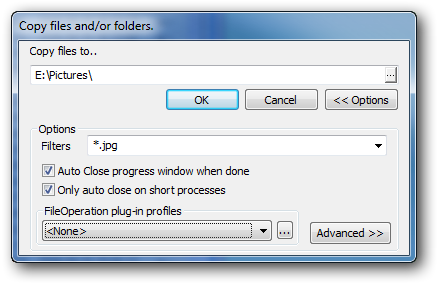 Copy files and/or folders.
Copy files to..
E:\Pictures\
...
OK Cancel << Options
Options
Filters *.jpg
Auto Close progress window when done
Only auto close on short processes
FileOperation plug-in profiles
<None> ... Advanced >>